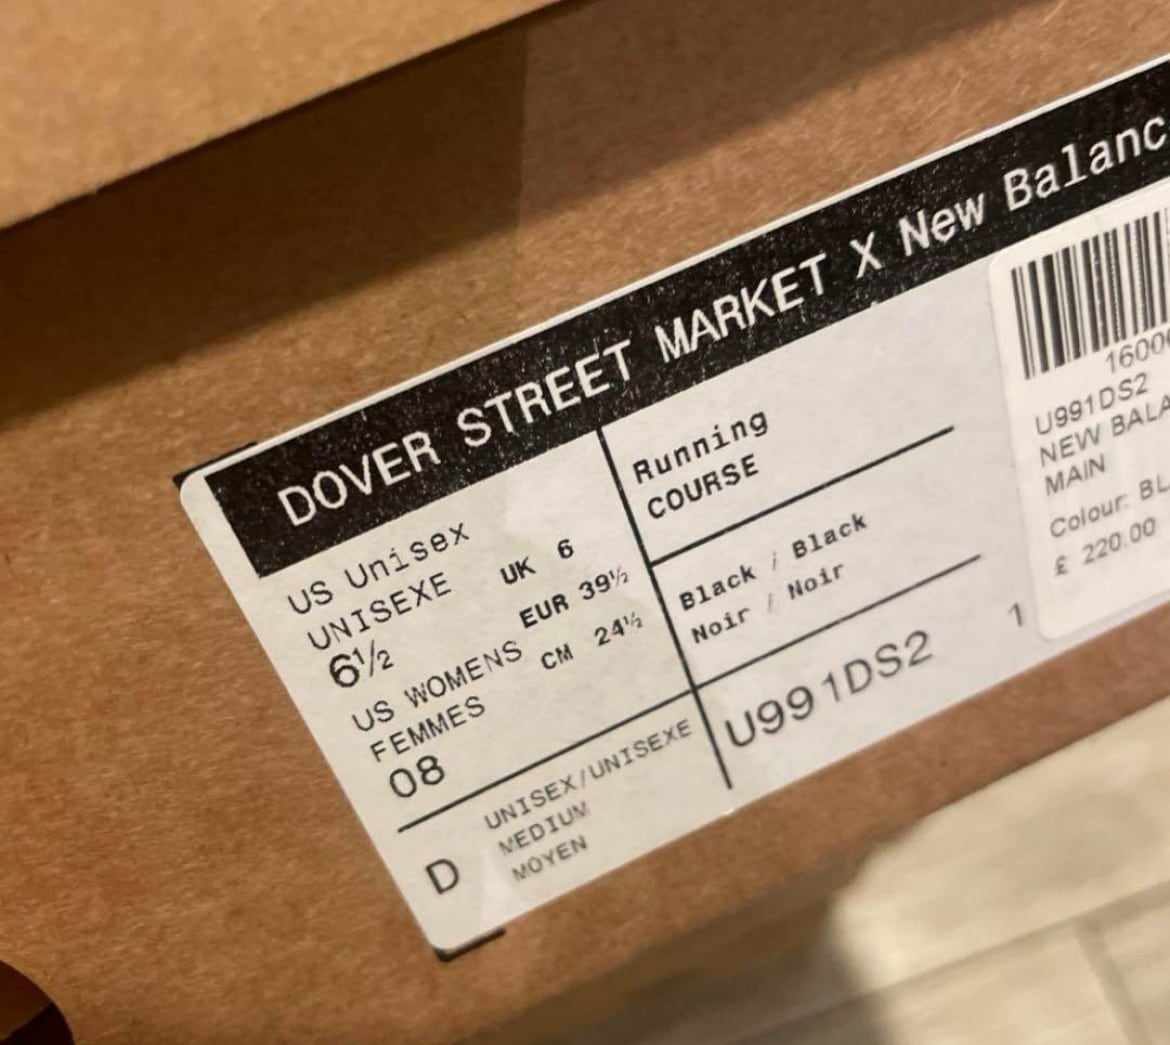 DOVER STREET MARKET X New Balanc
US Unisex
UNISEXE
6½
UK 6
EUR 39½
CM 24½
US WOMENS
FEMMES
08
D
UNISEX/UNISEXE
MEDIUM
MOYEN
Running
COURSE
Black / Black
Noir / Noir
U991DS2
1
1600
U991DS2
NEW BALA
MAIN
Colour: BL
£ 220.00